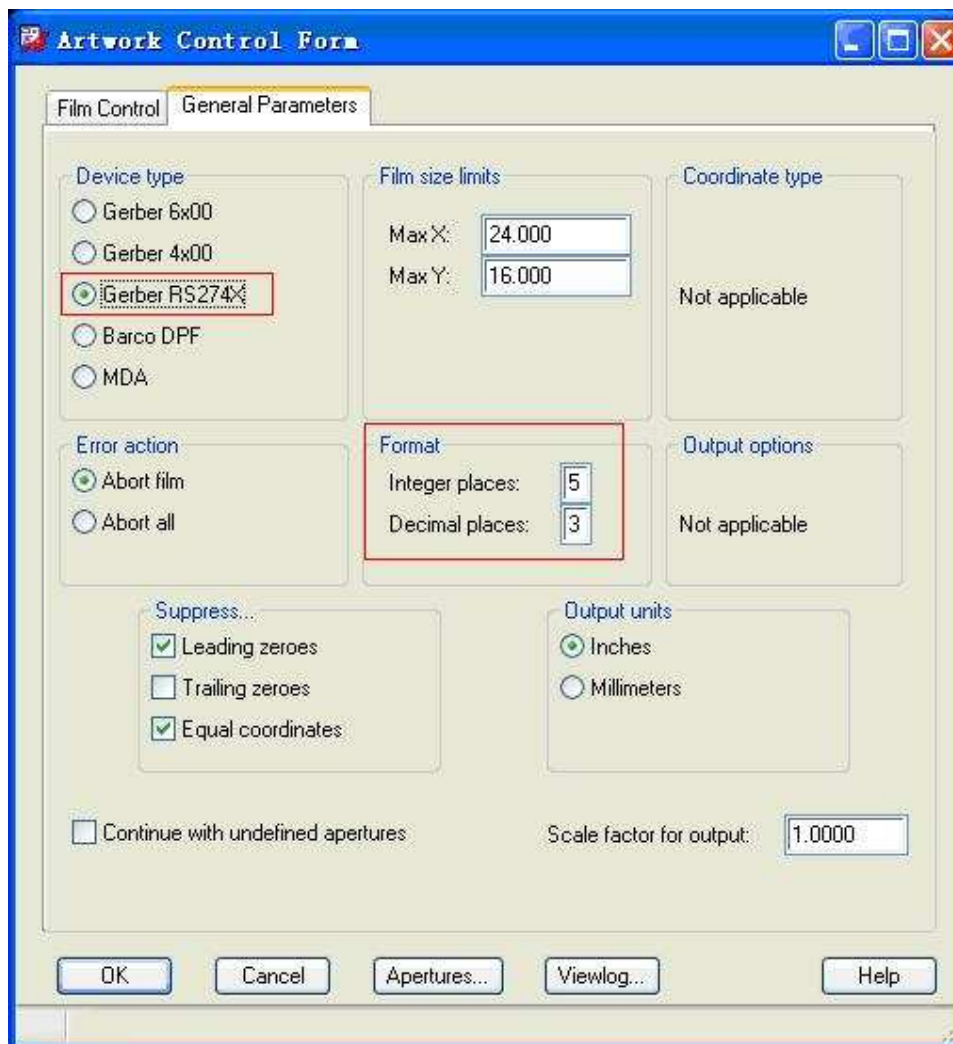 Artwork Control Form
Film Control
General Parameters
Device type
Gerber 6x00
Gerber 4x00
Gerber RS274X
Barco DPF
MDA
Film size limits
Max X: 24.000
Max Y: 16.000
Coordinate type
Not applicable
Error action
Abort film
Abort all
Format
Integer places: 5
Decimal places: 3
Output options
Not applicable
Suppress...
Leading zeroes
Trailing zeroes
Equal coordinates
Output units
Inches
Millimeters
Continue with undefined apertures
Scale factor for output: 1.0000
OK
Cancel
Apertures...
Viewlog...
Help